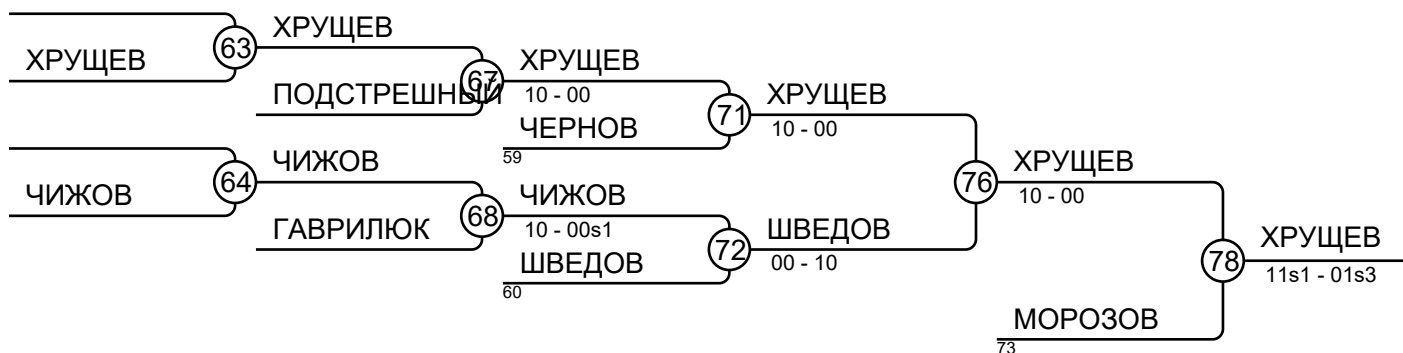 ХРУЩЕВ
63
ХРУЩЕВ
ПОДСТРЕШНЫЙ
67
ХРУЩЕВ
10 - 00
ЧЕРНОВ
59
71
ХРУЩЕВ
10 - 00
ЧИЖОВ
64
ЧИЖОВ
ГАВРИЛЮК
68
ЧИЖОВ
10 - 00s1
ШВЕДОВ
60
72
ШВЕДОВ
00 - 10
76
ХРУЩЕВ
10 - 00
МОРОЗОВ
73
78
ХРУЩЕВ
11s1 - 01s3